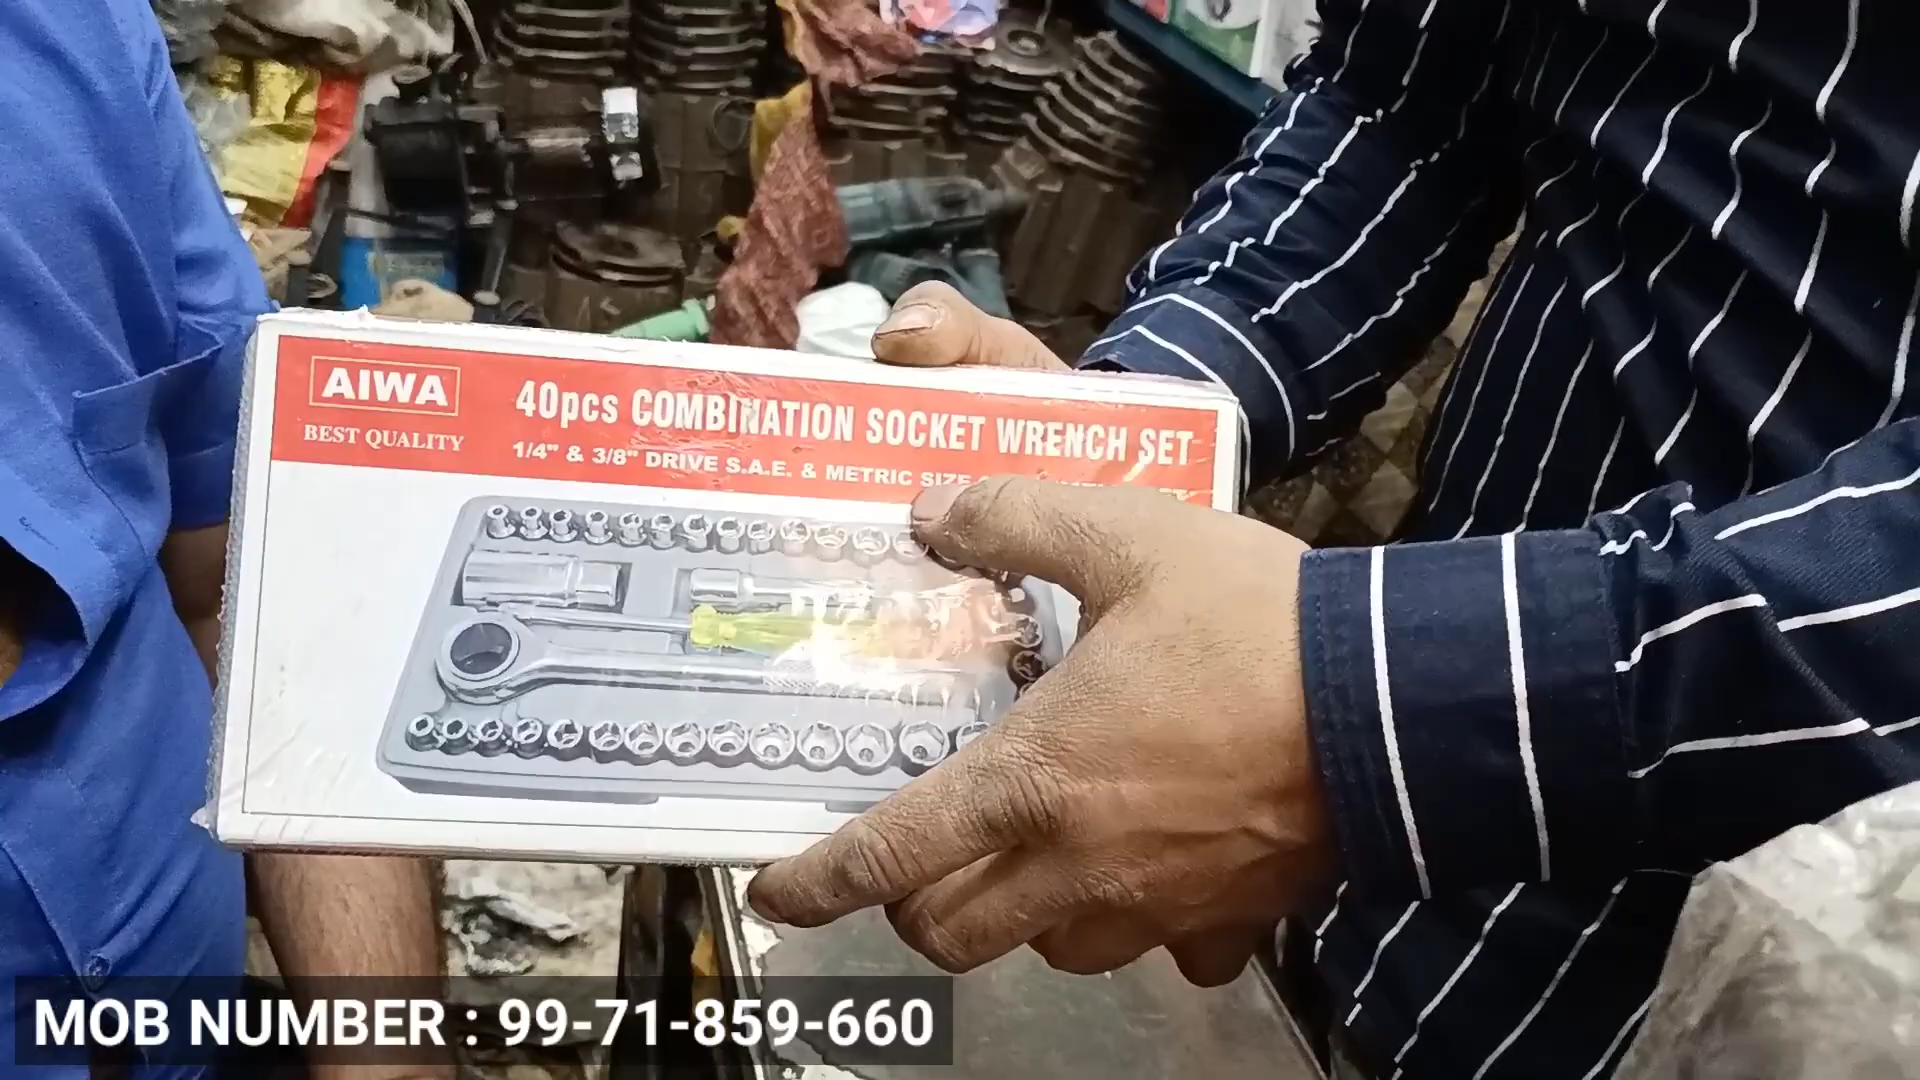 AIWA
BEST QUALITY
40pcs COMBINATION SOCKET WRENCH SET
1/4" & 3/8" DRIVE S.A.E. & METRIC SIZE
MOB NUMBER : 99-71-859-660